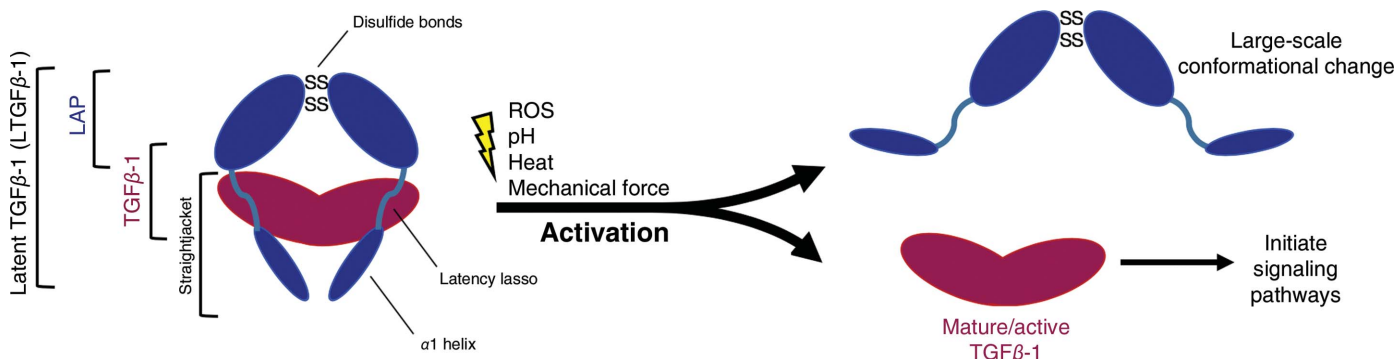 Latent TGFβ-1 (LTGFβ-1)
LAP
TGFβ-1
Straightjacket
Disulfide bonds
SS
SS
Latency lasso
α1 helix
ROS
pH
Heat
Mechanical force
Activation
SS
SS
Large-scale
conformational change
Mature/active
TGFβ-1
Initiate
signaling
pathways